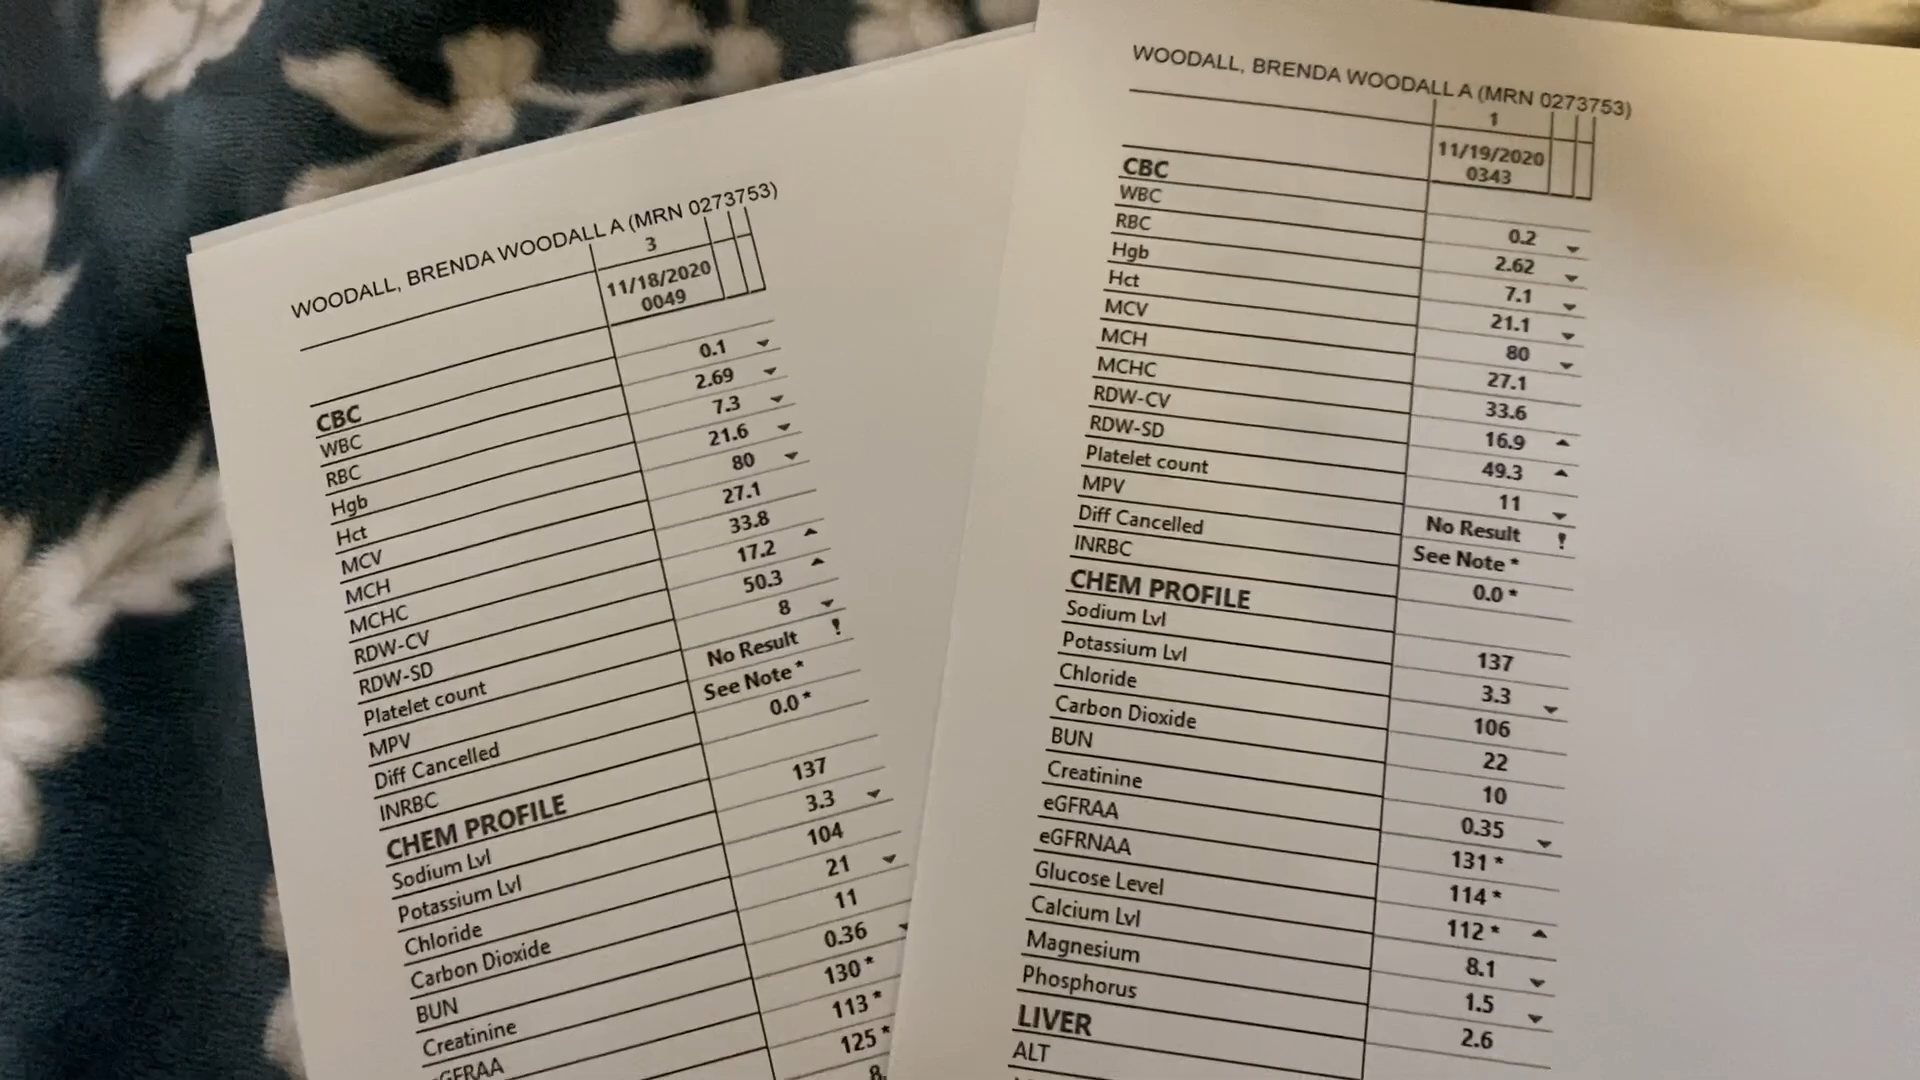 WOODALL, BRENDA WOODALL A (MRN 0273753)
3
11/18/2020
0049
CBC
WBC 0.1
RBC 2.69
Hgb 7.3
Hct 21.6
MCV 80
MCH 27.1
MCHC 33.8
RDW-CV 17.2
RDW-SD 50.3
Platelet count 8
MPV No Result !
Diff Cancelled See Note *
INRBC 0.0 *
CHEM PROFILE
Sodium Lvl 137
Potassium Lvl 3.3
Chloride 104
Carbon Dioxide 21
BUN 11
Creatinine 0.36
eGFRAA 130 *
113 *
125 *
WOODALL, BRENDA WOODALL A (MRN 0273753)
1
11/19/2020
0343
CBC
WBC 0.2
RBC 2.62
Hgb 7.1
Hct 21.1
MCV 80
MCH 27.1
MCHC 33.6
RDW-CV 16.9
RDW-SD 49.3
Platelet count 11
MPV No Result !
Diff Cancelled See Note *
INRBC 0.0 *
CHEM PROFILE
Sodium Lvl 137
Potassium Lvl 3.3
Chloride 106
Carbon Dioxide 22
BUN 10
Creatinine 0.35
eGFRAA 131 *
eGFRNAA 114 *
Glucose Level 112 *
Calcium Lvl 8.1
Magnesium 1.5
Phosphorus 2.6
LIVER
ALT